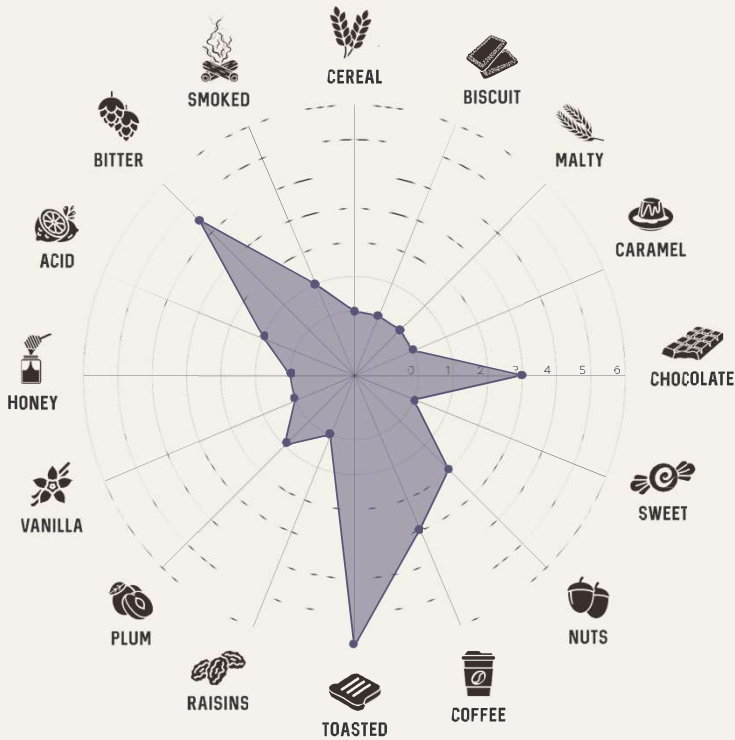 CEREAL
SMOKED
BISCUIT
BITTER
MALTY
ACID
CARAMEL
HONEY
0 1 2 3 4 5 6
CHOCOLATE
VANILLA
SWEET
PLUM
NUTS
RAISINS
COFFEE
TOASTED